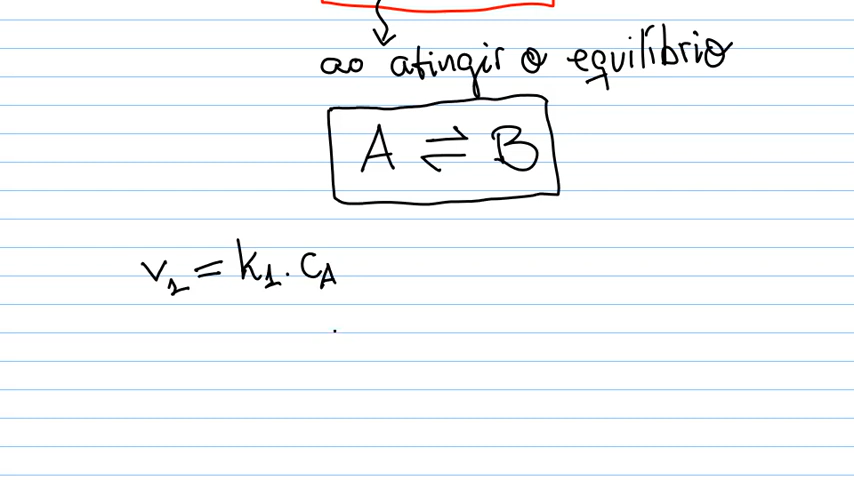 ao atingir o equilíbrio
A ⇌ B
v₁ = k₁ . cA